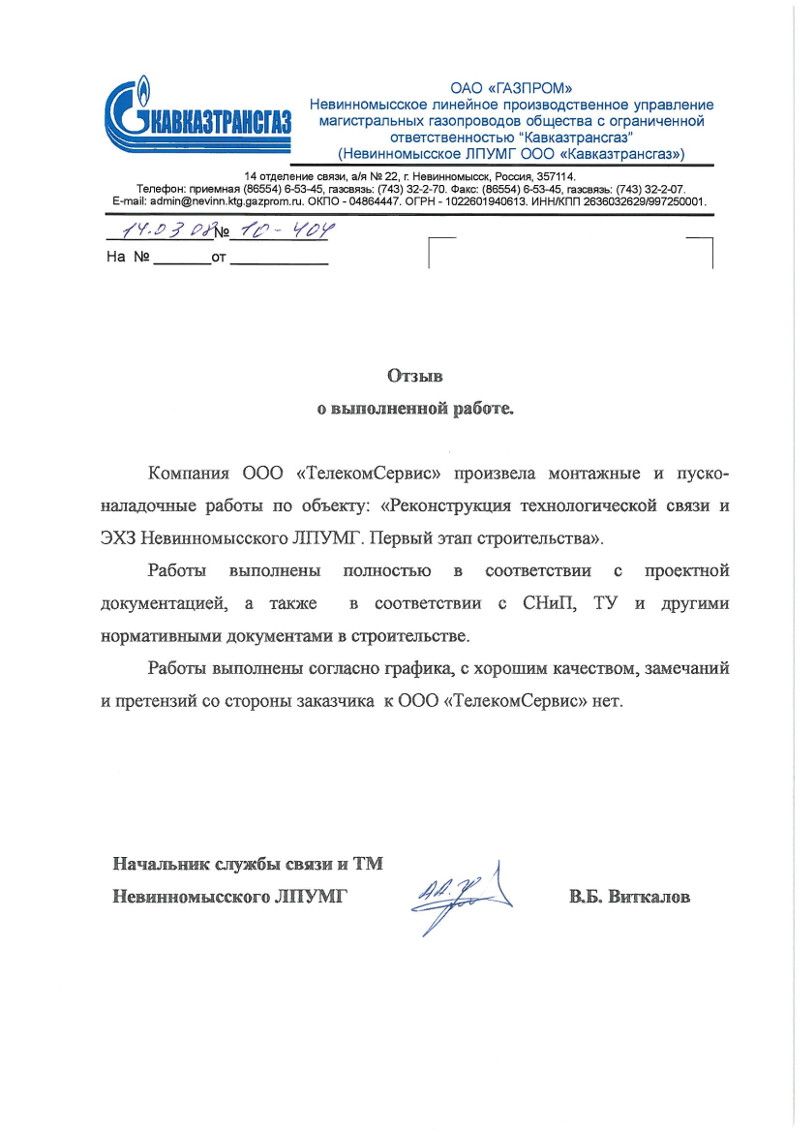 КАВКАЗТРАНСГАЗ
ОАО «ГАЗПРОМ»
Невинномысское линейное производственное управление
магистральных газопроводов общества с ограниченной
ответственностью “Кавказтрансгаз”
(Невинномысское ЛПУМГ ООО «Кавказтрансгаз»)
14 отделение связи, а/я № 22, г. Невинномысск, Россия, 357114.
Телефон: приемная (86554) 6-53-45, газсвязь: (743) 32-2-70. Факс: (86554) 6-53-45, газсвязь: (743) 32-2-07.
E-mail: admin@nevinn.ktg.gazprom.ru. ОКПО - 04864447. ОГРН - 1022601940613. ИНН/КПП 2636032629/997250001.
14.03 08 № 10-404
На № ______ от ______
Отзыв
о выполненной работе.
Компания ООО «ТелекомСервис» произвела монтажные и пуско-
наладочные работы по объекту: «Реконструкция технологической связи и
ЭХЗ Невинномысского ЛПУМГ. Первый этап строительства».
Работы выполнены полностью в соответствии с проектной
документацией, а также в соответствии с СНиП, ТУ и другими
нормативными документами в строительстве.
Работы выполнены согласно графика, с хорошим качеством, замечаний
и претензий со стороны заказчика к ООО «ТелекомСервис» нет.
Начальник службы связи и ТМ
Невинномысского ЛПУМГ В.Б. Виткалов